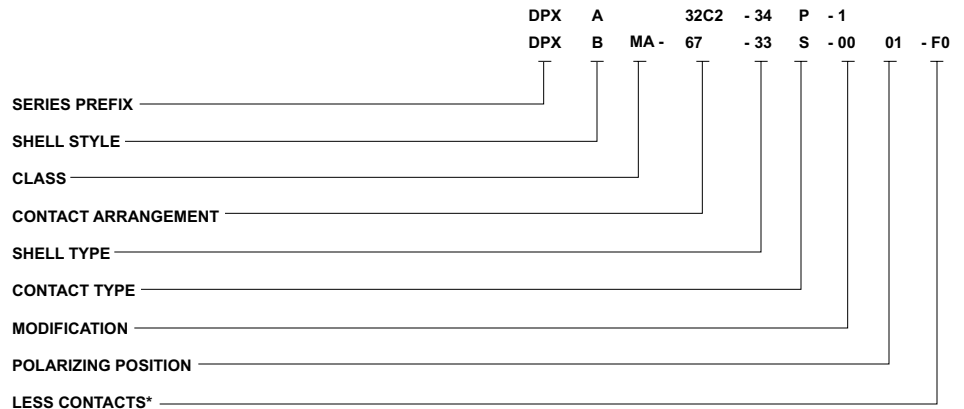 DPX A 32C2 - 34 P - 1
DPX B MA - 67 - 33 S - 00 01 - F0
SERIES PREFIX
SHELL STYLE
CLASS
CONTACT ARRANGEMENT
SHELL TYPE
CONTACT TYPE
MODIFICATION
POLARIZING POSITION
LESS CONTACTS*